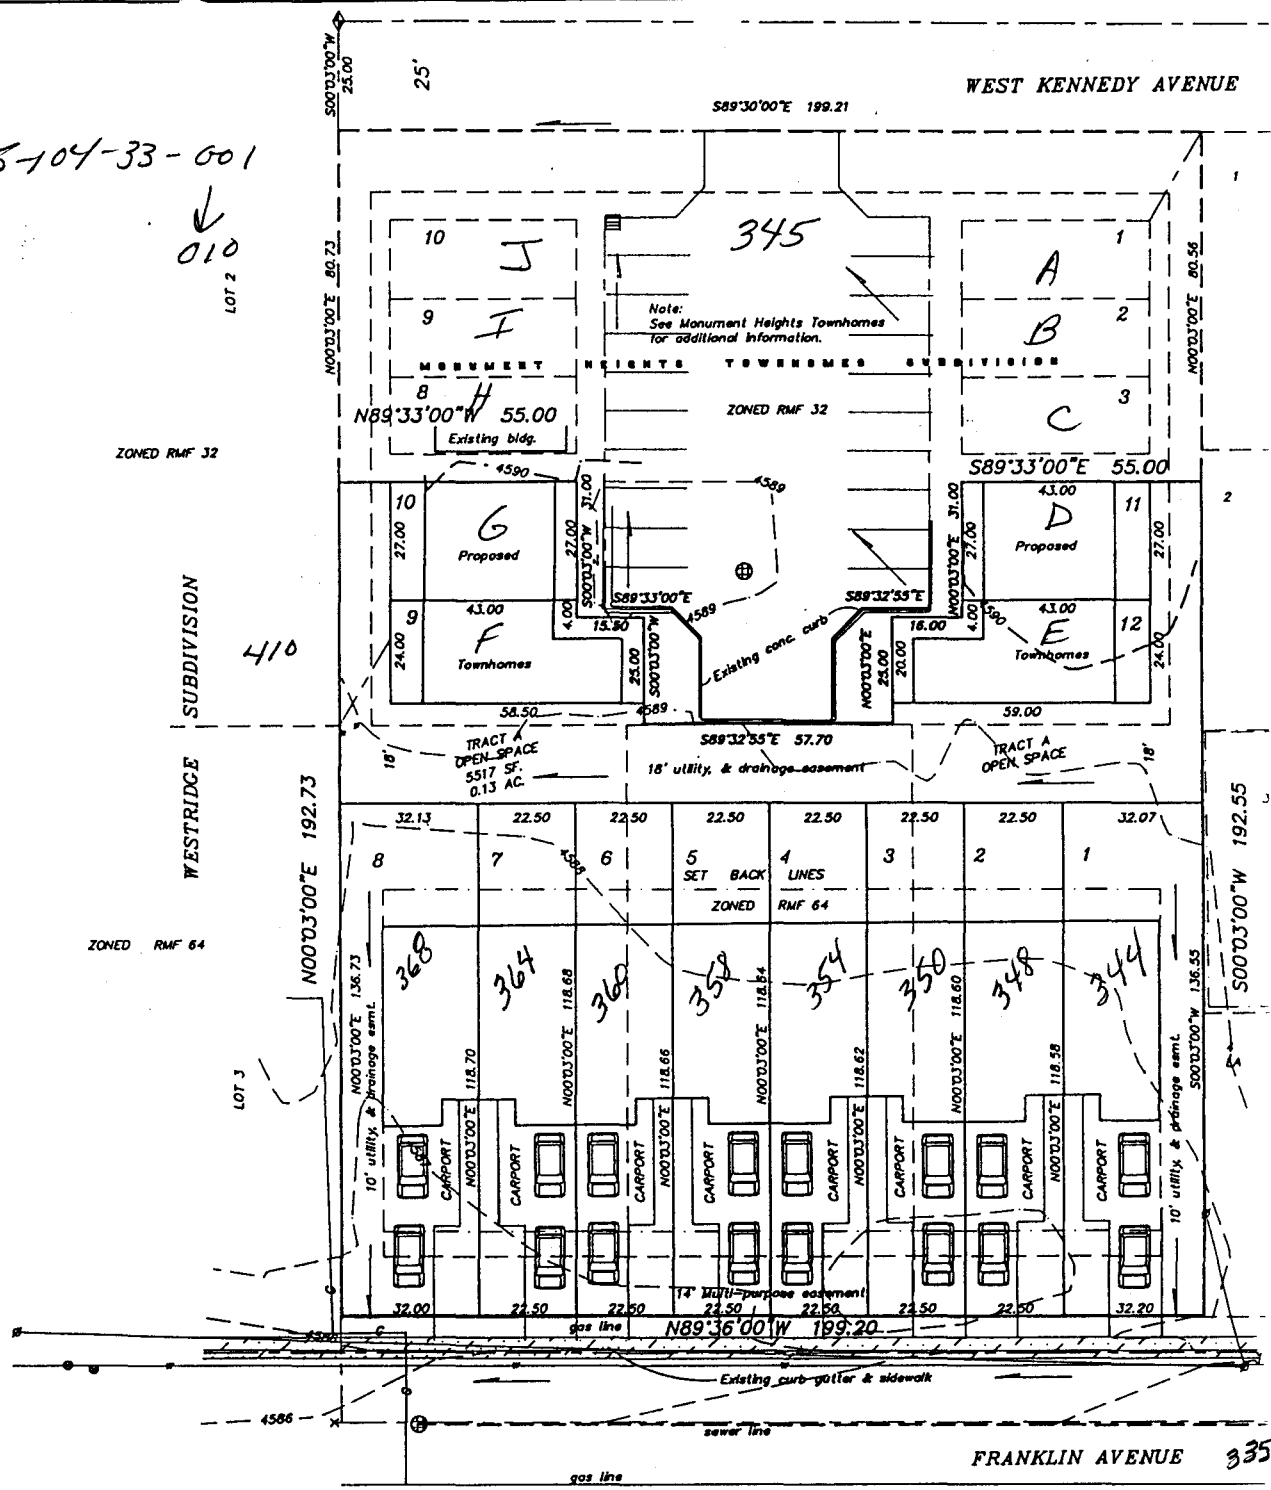 S00°03'00"W
25.00
25'
WEST KENNEDY AVENUE
S89°30'00"E 199.21
-104-33-001
010
LOT 2
N00°03'00"E 80.73
10 J
345
1
A
1
N00°03'00"E 80.56
9 I
Note:
See Monument Heights Townhomes
for additional information.
2
B
MONUMENT HEIGHTS TOWNHOMES SUBDIVISION
8 H
ZONED RMF 32
3
C
N89°33'00"W 55.00
Existing bldg.
ZONED RMF 32
4590
S89°33'00"E 55.00
4589
10
G
Proposed
27.00
27.00
S00°03'00"W 31.00
N00°03'00"E 31.00
43.00
D
Proposed
11
27.00
27.00
2
S89°33'00"E
4589
S89°32'55"E
4590
9
43.00
F
Townhomes
24.00
4.00
15.50
25.00
S00°03'00"W
Existing conc. curb
N00°03'00"E
25.00
16.00
4.00
20.00
43.00
E
Townhomes
12
24.00
WESTRIDGE SUBDIVISION
410
58.50
4589
59.00
S89°32'55"E 57.70
18'
TRACT A
OPEN SPACE
5517 SF.
0.13 AC.
18' utility, & drainage easement
TRACT A
OPEN SPACE
18'
N00°03'00"E 192.73
S00°03'00"W 192.55
3
32.13 22.50 22.50 22.50 22.50 22.50 22.50 32.07
8 7 6 5 4 3 2 1
4588
SET BACK LINES
ZONED RMF 64
ZONED RMF 64
368 364 360 358 354 350 348 344
N00°03'00"E 136.73
10' utility, & drainage esmt.
N00°03'00"E 118.70
N00°03'00"E 118.68
N00°03'00"E 118.66
N00°03'00"E 118.64
N00°03'00"E 118.62
N00°03'00"E 118.60
N00°03'00"E 118.58
S00°03'00"W 136.55
10' utility, & drainage esmt.
LOT 3
CARPORT CARPORT CARPORT CARPORT CARPORT CARPORT CARPORT CARPORT
14' Multi-purpose easement
32.00 22.50 22.50 22.50 22.50 22.50 22.50 32.20
gas line
N89°36'00"W 199.20
G
G
Existing curb-gutter & sidewalk
4586
sewer line
FRANKLIN AVENUE
335
gas line